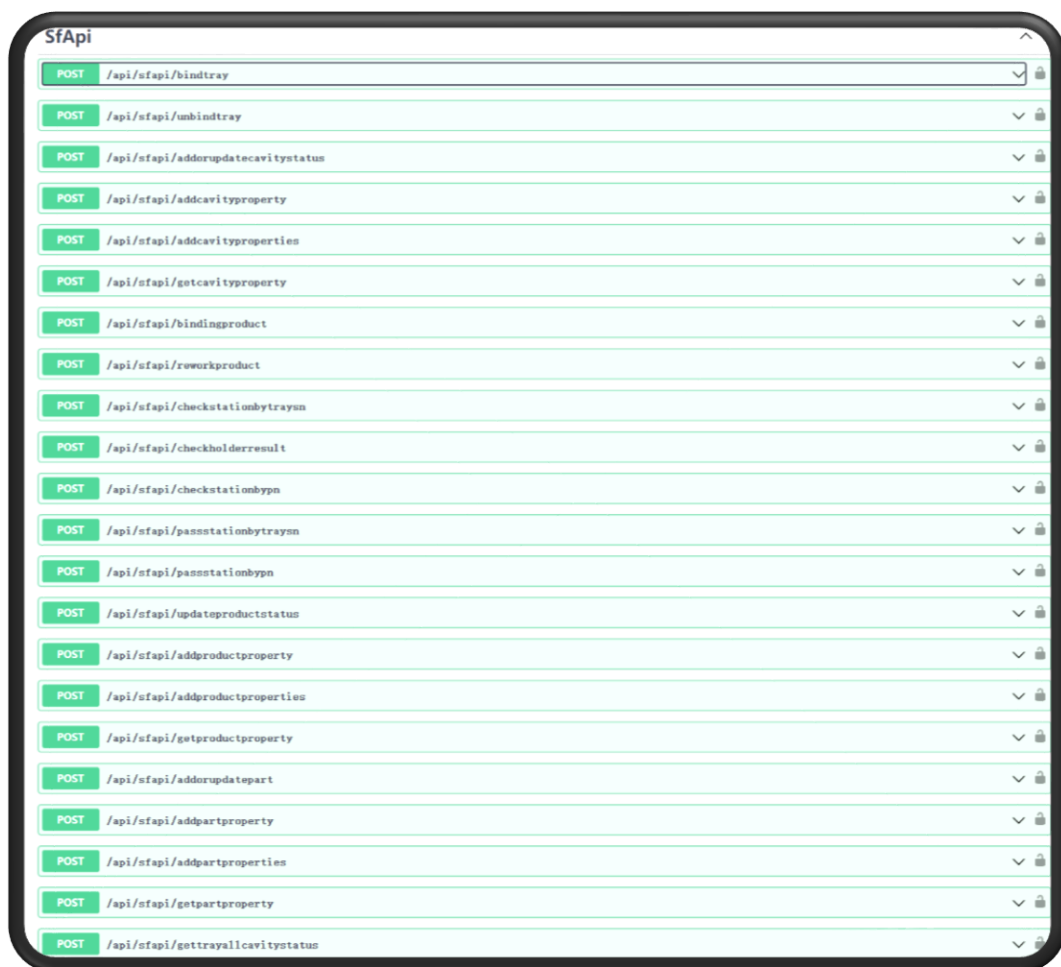 SfApi
POST /api/sfapi/bindtray
POST /api/sfapi/unbindtray
POST /api/sfapi/addorupdatecavitystatus
POST /api/sfapi/addcavityproperty
POST /api/sfapi/addcavityproperties
POST /api/sfapi/getcavityproperty
POST /api/sfapi/bindingproduct
POST /api/sfapi/reworkproduct
POST /api/sfapi/checkstationbytraysn
POST /api/sfapi/checkholderresult
POST /api/sfapi/checkstationbypn
POST /api/sfapi/passstationbytraysn
POST /api/sfapi/passstationbypn
POST /api/sfapi/updateproductstatus
POST /api/sfapi/addproductproperty
POST /api/sfapi/addproductproperties
POST /api/sfapi/getproductproperty
POST /api/sfapi/addorupdatepart
POST /api/sfapi/addpartproperty
POST /api/sfapi/addpartproperties
POST /api/sfapi/getpartproperty
POST /api/sfapi/gettrayallcavitystatus